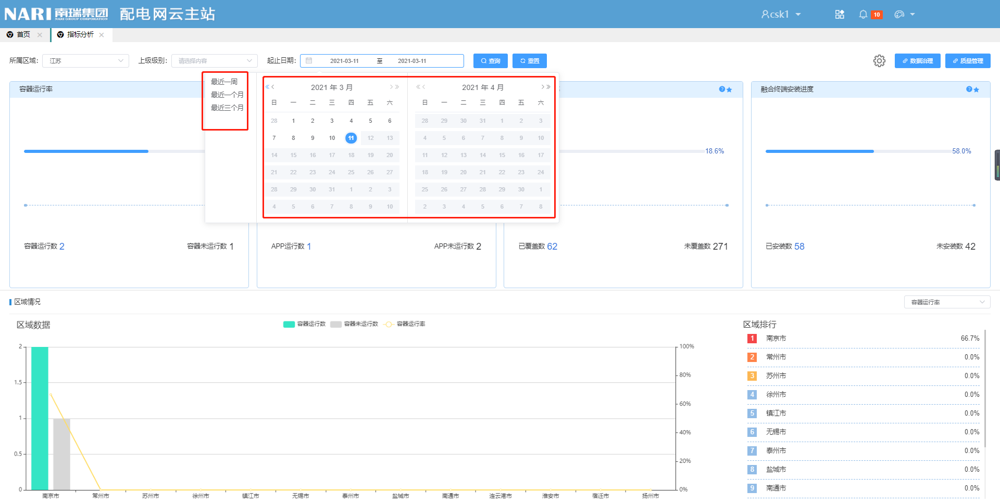 NARI 南瑞集团 配电网云主站
NARI GROUP CORPORATION
csk1
10
首页
指标分析
所属区域: 江苏
上级级别: 请选择内容
起止日期: 2021-03-11 至 2021-03-11
查询
重置
数据治理
质量管理
最近一周
最近一个月
最近三个月
2021 年 3 月
日 一 二 三 四 五 六
28 1 2 3 4 5 6
7 8 9 10 11 12 13
14 15 16 17 18 19 20
21 22 23 24 25 26 27
28 29 30 31 1 2 3
4 5 6 7 8 9 10
2021 年 4 月
日 一 二 三 四 五 六
28 29 30 31 1 2 3
4 5 6 7 8 9 10
11 12 13 14 15 16 17
18 19 20 21 22 23 24
25 26 27 28 29 30 1
2 3 4 5 6 7 8
容器运行率
容器运行数 2
容器未运行数 1
APP运行数 1
APP未运行数 2
18.6%
已覆盖数 62
未覆盖数 271
融合终端安装进度
58.0%
已安装数 58
未安装数 42
区域情况
容器运行率
区域数据
容器运行数
容器未运行数
容器运行率
2
1.5
1
0.5
0
100%
80%
60%
40%
20%
0%
南京市 常州市 苏州市 徐州市 镇江市 无锡市 泰州市 盐城市 南通市 连云港市 淮安市 宿迁市 扬州市
区域排行
1 南京市 66.7%
2 常州市 0.0%
3 苏州市 0.0%
4 徐州市 0.0%
5 镇江市 0.0%
6 无锡市 0.0%
7 泰州市 0.0%
8 盐城市 0.0%
9 南通市 0.0%